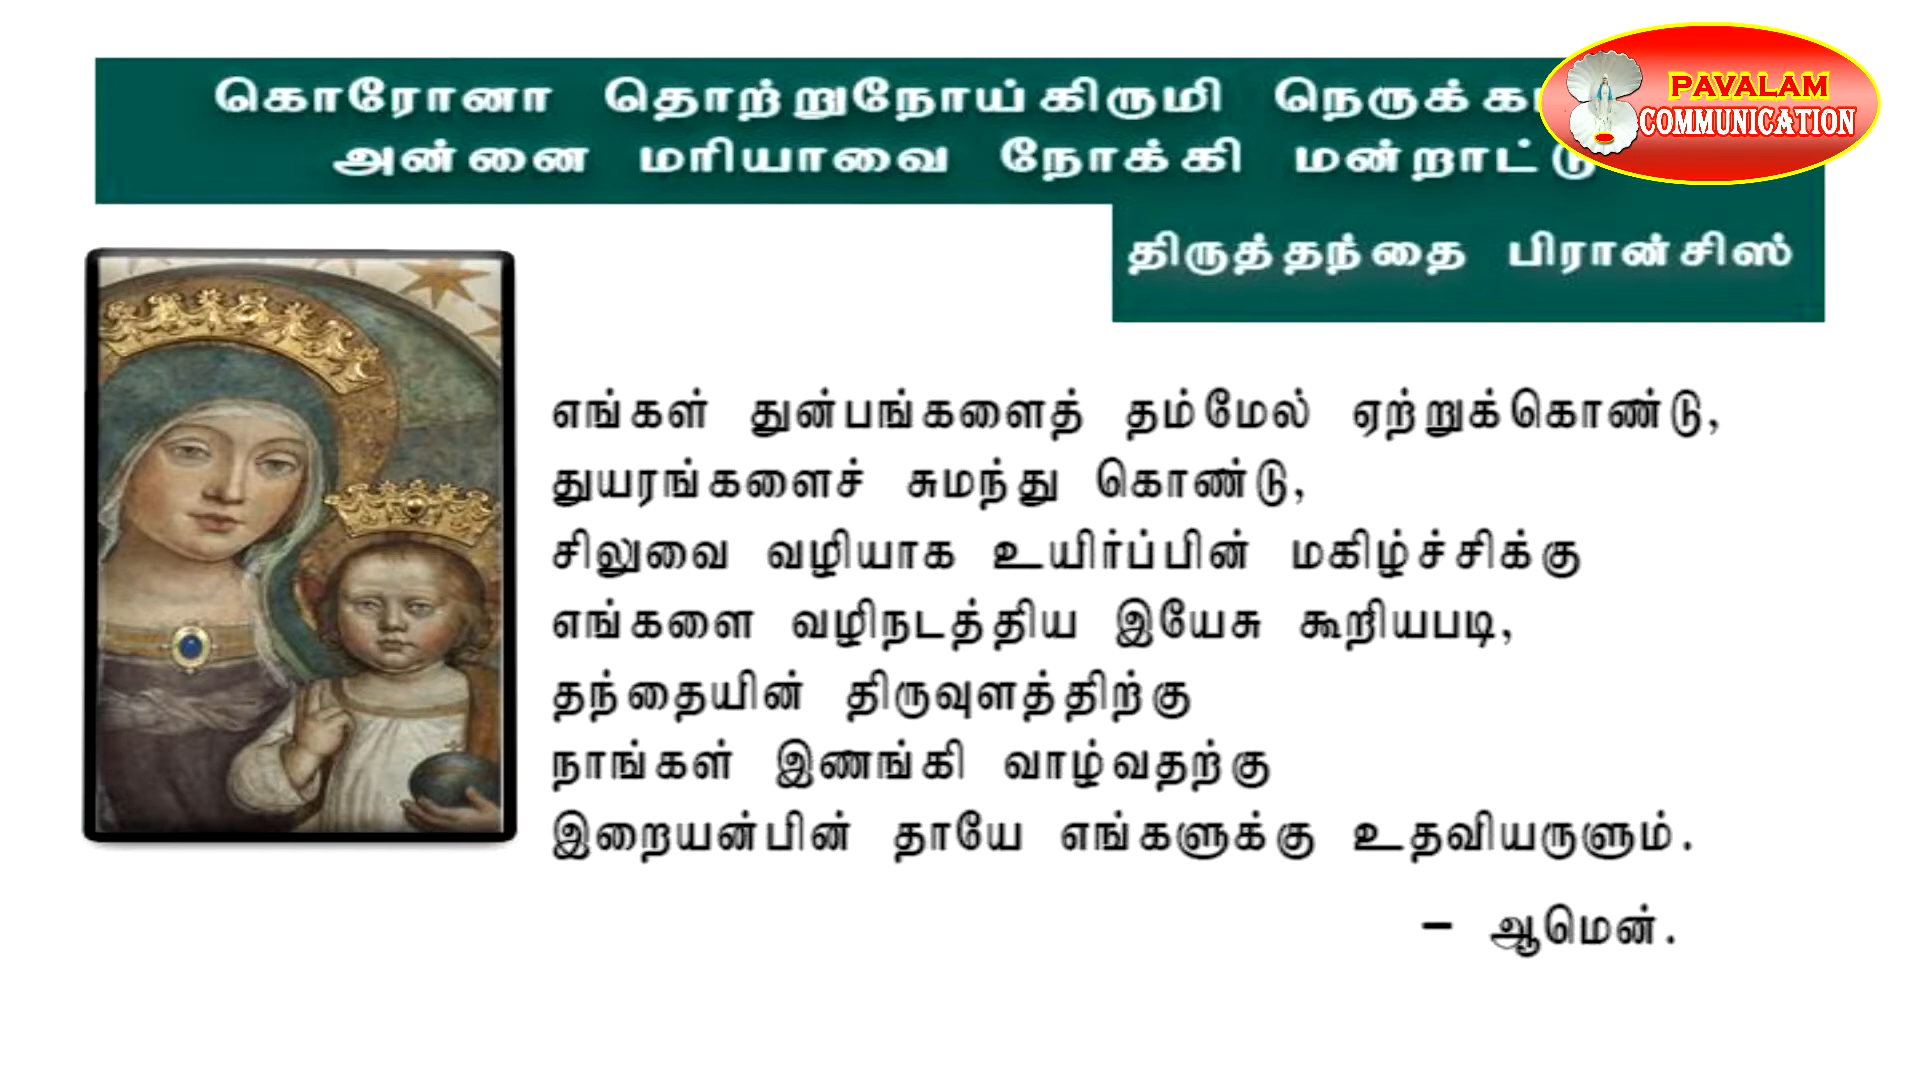 கொரோனா தொற்றுநோய்கிருமி
அன்னை மரியாவை நோக்கி
PAVALAM
COMMUNICATION
திருத்தந்தை பிரான்சிஸ்
எங்கள் துன்பங்களைத் தம்மேல் ஏற்றுக்கொண்டு,
துயரங்களைச் சுமந்து கொண்டு,
சிலுவை வழியாக உயிர்ப்பின் மகிழ்ச்சிக்கு
எங்களை வழிநடத்திய இயேசு கூறியபடி,
தந்தையின் திருவுளத்திற்கு
நாங்கள் இணங்கி வாழ்வதற்கு
இறையன்பின் தாயே எங்களுக்கு உதவியருளும்.
– ஆமென்.